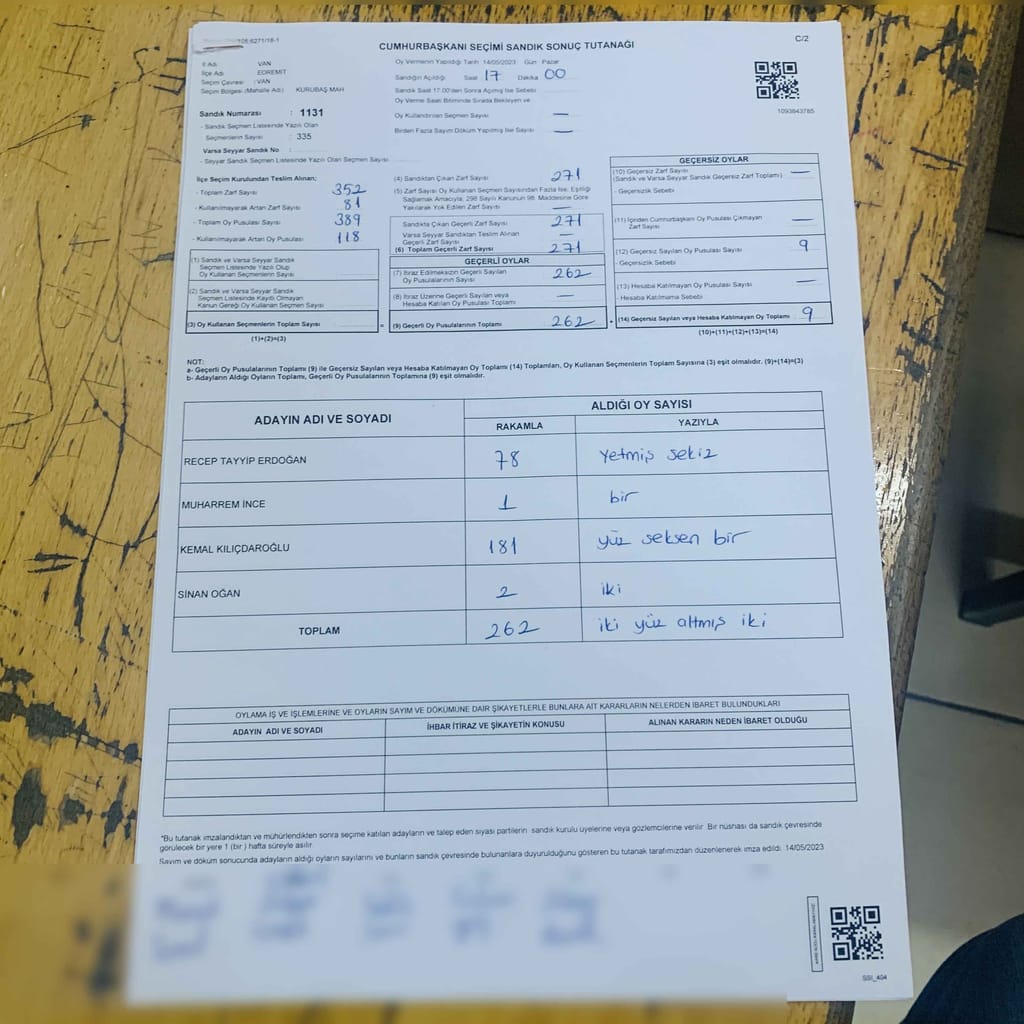 CUMHURBAŞKANI SEÇİMİ SANDIK SONUÇ TUTANAĞI
C/2
İl Adı : VAN
İlçe Adı : EDREMİT
Seçim Çevresi : VAN
Seçim Bölgesi (Mahalle Adı) : KURUBAŞ MAH
Oy Vermenin Yapıldığı Tarih 14/05/2023 Gün Pazar
Sandığın Açıldığı Saat 17 Dakika 00
Sandık Saat 17.00'den Sonra Açılmış İse Sebebi
Oy Verme Saati Bitiminde Sırada Bekleyen ve
Oy Kullandırılan Seçmen Sayısı —
Birden Fazla Sayım Döküm Yapılmış İse Sayısı —
1093843785
Sandık Numarası : 1131
- Sandık Seçmen Listesinde Yazılı Olan
Seçmenlerin Sayısı : 335
Varsa Seyyar Sandık No :
- Seyyar Sandık Seçmen Listesinde Yazılı Olan Seçmen Sayısı
İlçe Seçim Kurulundan Teslim Alınan;
- Toplam Zarf Sayısı 352
- Kullanılmayarak Artan Zarf Sayısı 81
- Toplam Oy Pusulası Sayısı 389
- Kullanılmayarak Artan Oy Pusulası 118
(1) Sandık ve Varsa Seyyar Sandık
Seçmen Listesinde Yazılı Olup
Oy Kullanan Seçmenlerin Sayısı
(2) Sandık ve Varsa Seyyar Sandık
Seçmen Listesinde Kayıtlı Olmayan
Kanun Gereği Oy Kullanan Seçmen Sayısı
(3) Oy Kullanan Seçmenlerin Toplam Sayısı =
(1)+(2)=(3)
(4) Sandıktan Çıkan Zarf Sayısı 271
(5) Zarf Sayısı Oy Kullanan Seçmen Sayısından Fazla İse, Eşitliği
Sağlamak Amacıyla; 298 Sayılı Kanunun 98. Maddesine Göre
Yakılarak Yok Edilen Zarf Sayısı —
Sandıkta Çıkan Geçerli Zarf Sayısı 271
Varsa Seyyar Sandıktan Teslim Alınan
Geçerli Zarf Sayısı —
(6) Toplam Geçerli Zarf Sayısı 271
GEÇERLİ OYLAR
(7) İtiraz Edilmeksizin Geçerli Sayılan
Oy Pusulalarının Sayısı 262
(8) İtiraz Üzerine Geçerli Sayılan veya
Hesaba Katılan Oy Pusulası Toplamı —
(9) Geçerli Oy Pusulalarının Toplamı 262 +
GEÇERSİZ OYLAR
(10) Geçersiz Zarf Sayısı
(Sandık ve Varsa Seyyar Sandık Geçersiz Zarf Toplamı) —
- Geçersizlik Sebebi
(11) İçinden Cumhurbaşkanı Oy Pusulası Çıkmayan
Zarf Sayısı —
(12) Geçersiz Sayılan Oy Pusulası Sayısı 9
- Geçersizlik Sebebi
(13) Hesaba Katılmayan Oy Pusulası Sayısı —
- Hesaba Katılmama Sebebi
(14) Geçersiz Sayılan veya Hesaba Katılmayan Oy Toplamı 9
(10)+(11)+(12)+(13)=(14)
NOT:
a- Geçerli Oy Pusulalarının Toplamı (9) ile Geçersiz Sayılan veya Hesaba Katılmayan Oy Toplamı (14) Toplamları, Oy Kullanan Seçmenlerin Toplam Sayısına (3) eşit olmalıdır. (9)+(14)=(3)
b- Adayların Aldığı Oyların Toplamı, Geçerli Oy Pusulalarının Toplamına (9) eşit olmalıdır.
ADAYIN ADI VE SOYADI
ALDIĞI OY SAYISI
RAKAMLA YAZIYLA
RECEP TAYYİP ERDOĞAN 78 Yetmiş sekiz
MUHARREM İNCE 1 bir
KEMAL KILIÇDAROĞLU 181 yüz seksen bir
SİNAN OĞAN 2 iki
TOPLAM 262 iki yüz altmış iki
OYLAMA İŞ VE İŞLEMLERİNE VE OYLARIN SAYIM VE DÖKÜMÜNE DAİR ŞİKAYETLERLE BUNLARA AİT KARARLARIN NELERDEN İBARET BULUNDUKLARI
ADAYIN ADI VE SOYADI İHBAR İTİRAZ VE ŞİKAYETİN KONUSU ALINAN KARARIN NEDEN İBARET OLDUĞU
*Bu tutanak imzalandıktan ve mühürlendikten sonra seçime katılan adayların ve talep eden siyasi partilerin sandık kurulu üyelerine veya gözlemcilerine verilir. Bir nüshası da sandık çevresinde
görülecek bir yere 1 (bir) hafta süreyle asılır.
Sayım ve döküm sonucunda adayların aldığı oyların sayılarını ve bunların sandık çevresinde bulunanlara duyurulduğunu gösteren bu tutanak tarafımızdan düzenlenerek imza edildi. 14/05/2023
SSI_404